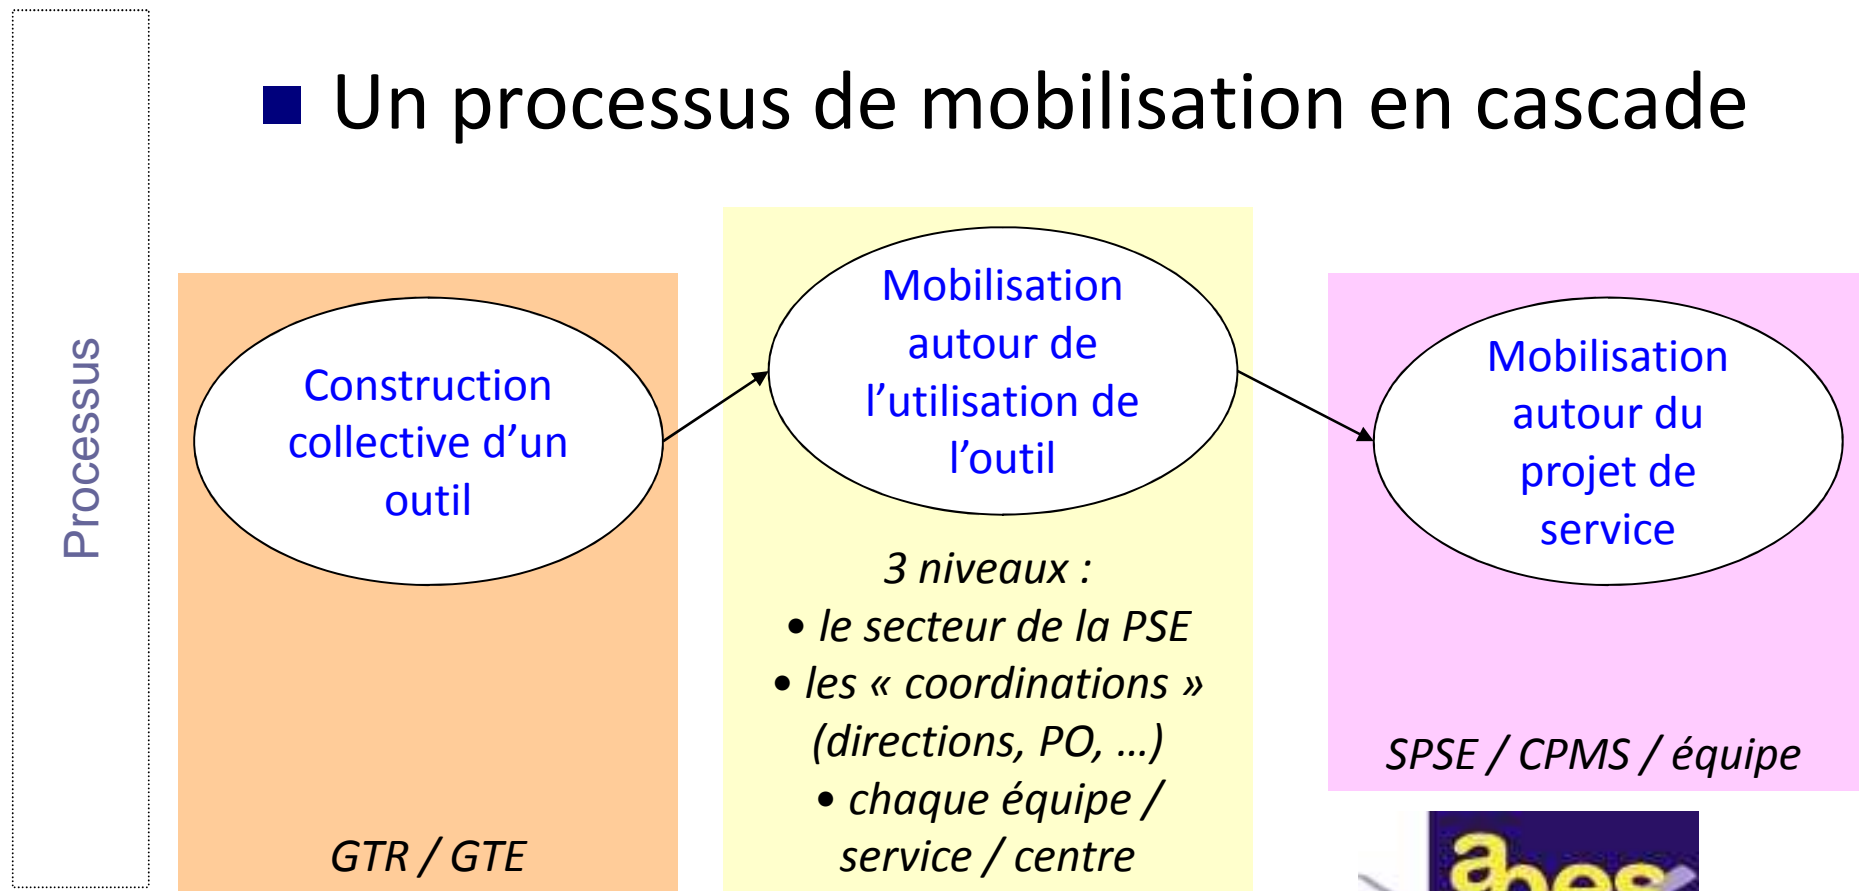 Processus
Un processus de mobilisation en cascade
Construction
collective d’un
outil
GTR / GTE
Mobilisation
autour de
l’utilisation de
l’outil
3 niveaux :
• le secteur de la PSE
• les « coordinations »
(directions, PO, …)
• chaque équipe /
service / centre
Mobilisation
autour du
projet de
service
SPSE / CPMS / équipe
apes